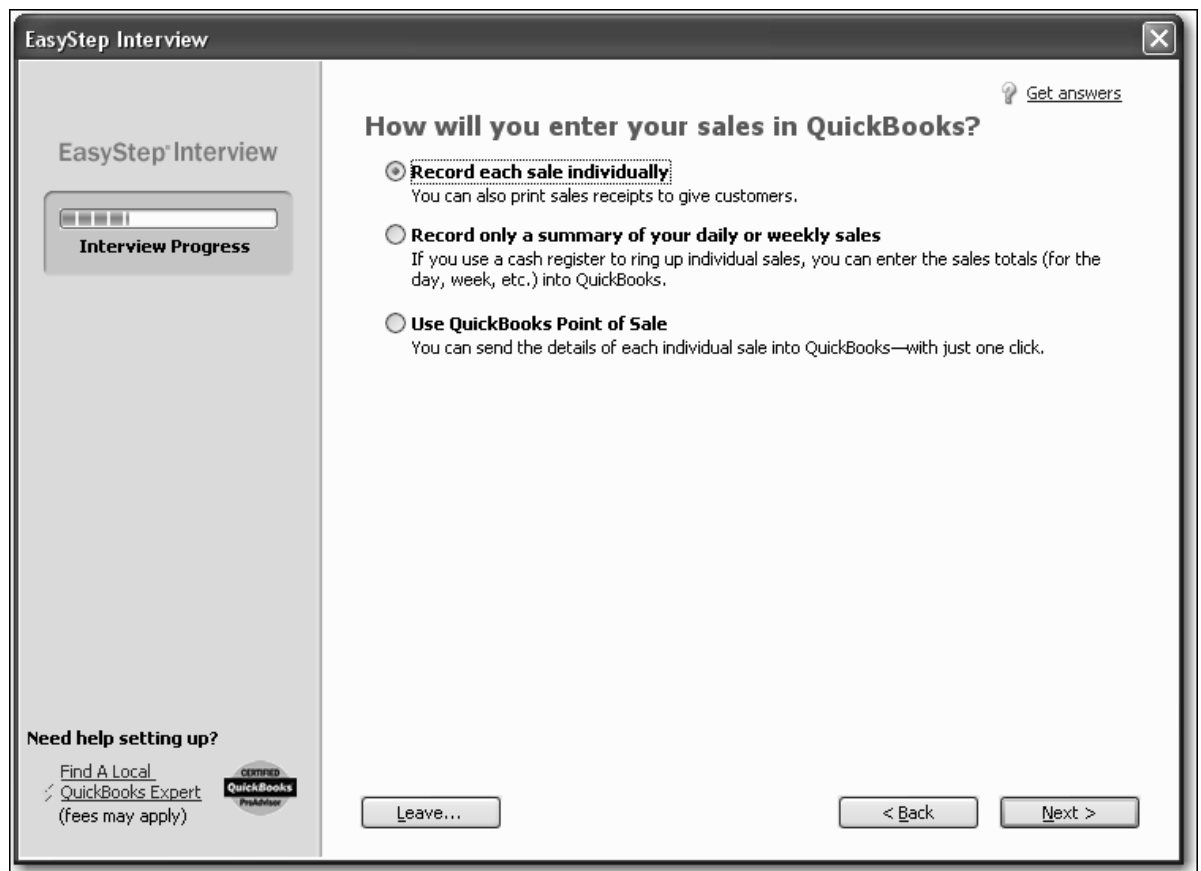 EasyStep Interview
Get answers
EasyStep Interview
Interview Progress
How will you enter your sales in QuickBooks?
Record each sale individually
You can also print sales receipts to give customers.
Record only a summary of your daily or weekly sales
If you use a cash register to ring up individual sales, you can enter the sales totals (for the
day, week, etc.) into QuickBooks.
Use QuickBooks Point of Sale
You can send the details of each individual sale into QuickBooks—with just one click.
Need help setting up?
Find A Local
QuickBooks Expert
(fees may apply)
CERTIFIED
QuickBooks
ProAdvisor
Leave...
< Back
Next >